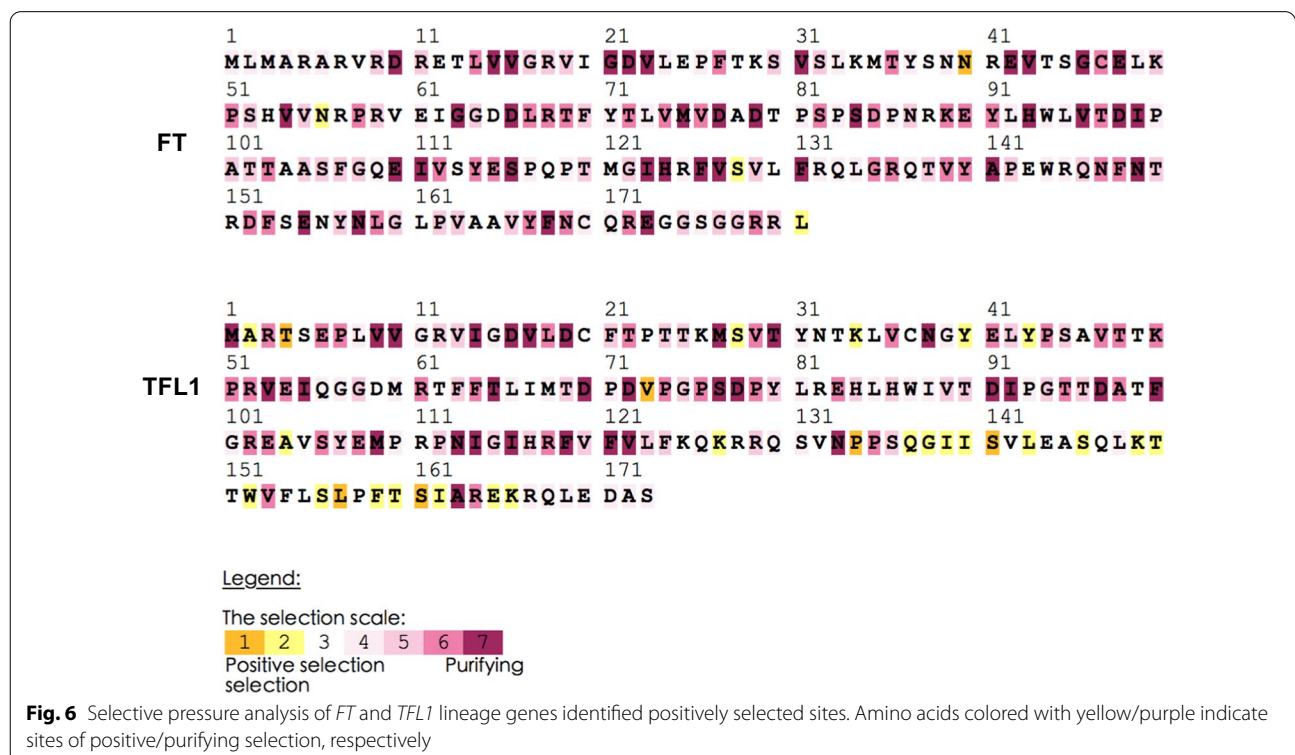 1 11 21 31 41
MLMARARVRD RETLVVGRVI GDVLEPFTKS VSLKMTYSNN REVTSGCELK
51 61 71 81 91
PSHVVNRPRV EIGGDDLRTF YTLVMVDADT PSPSDPNRKE YLHWLVTDIP
FT
101 111 121 131 141
ATTAASFGQE IVSYESPQPT MGIHRFVSVL FRQLGRQTVY APEWRQNFNT
151 161 171
RDFSENYNLG LPVAAVYFNC QREGGSGGRR L
1 11 21 31 41
MARTSEPLVV GRVIGDVLDC FTPTTKMSVT YNTKLVCNGY ELYPSAVTTK
51 61 71 81 91
TFL1
PRVEIQGGDM RTFFTLIMTD PDVPGPSDPY LREHLHWIVT DIPGTTDATF
101 111 121 131 141
GREAVSYEMP RPNIGIHRFV FVLFKQKRRQ SVNPPSQGII SVLEASQLKT
151 161 171
TWVFLSLPFT SIAREKRQLE DAS
Legend:
The selection scale:
1 2 3 4 5 6 7
Positive selection Purifying
selection
Fig. 6 Selective pressure analysis of FT and TFL1 lineage genes identified positively selected sites. Amino acids colored with yellow/purple indicate
sites of positive/purifying selection, respectively